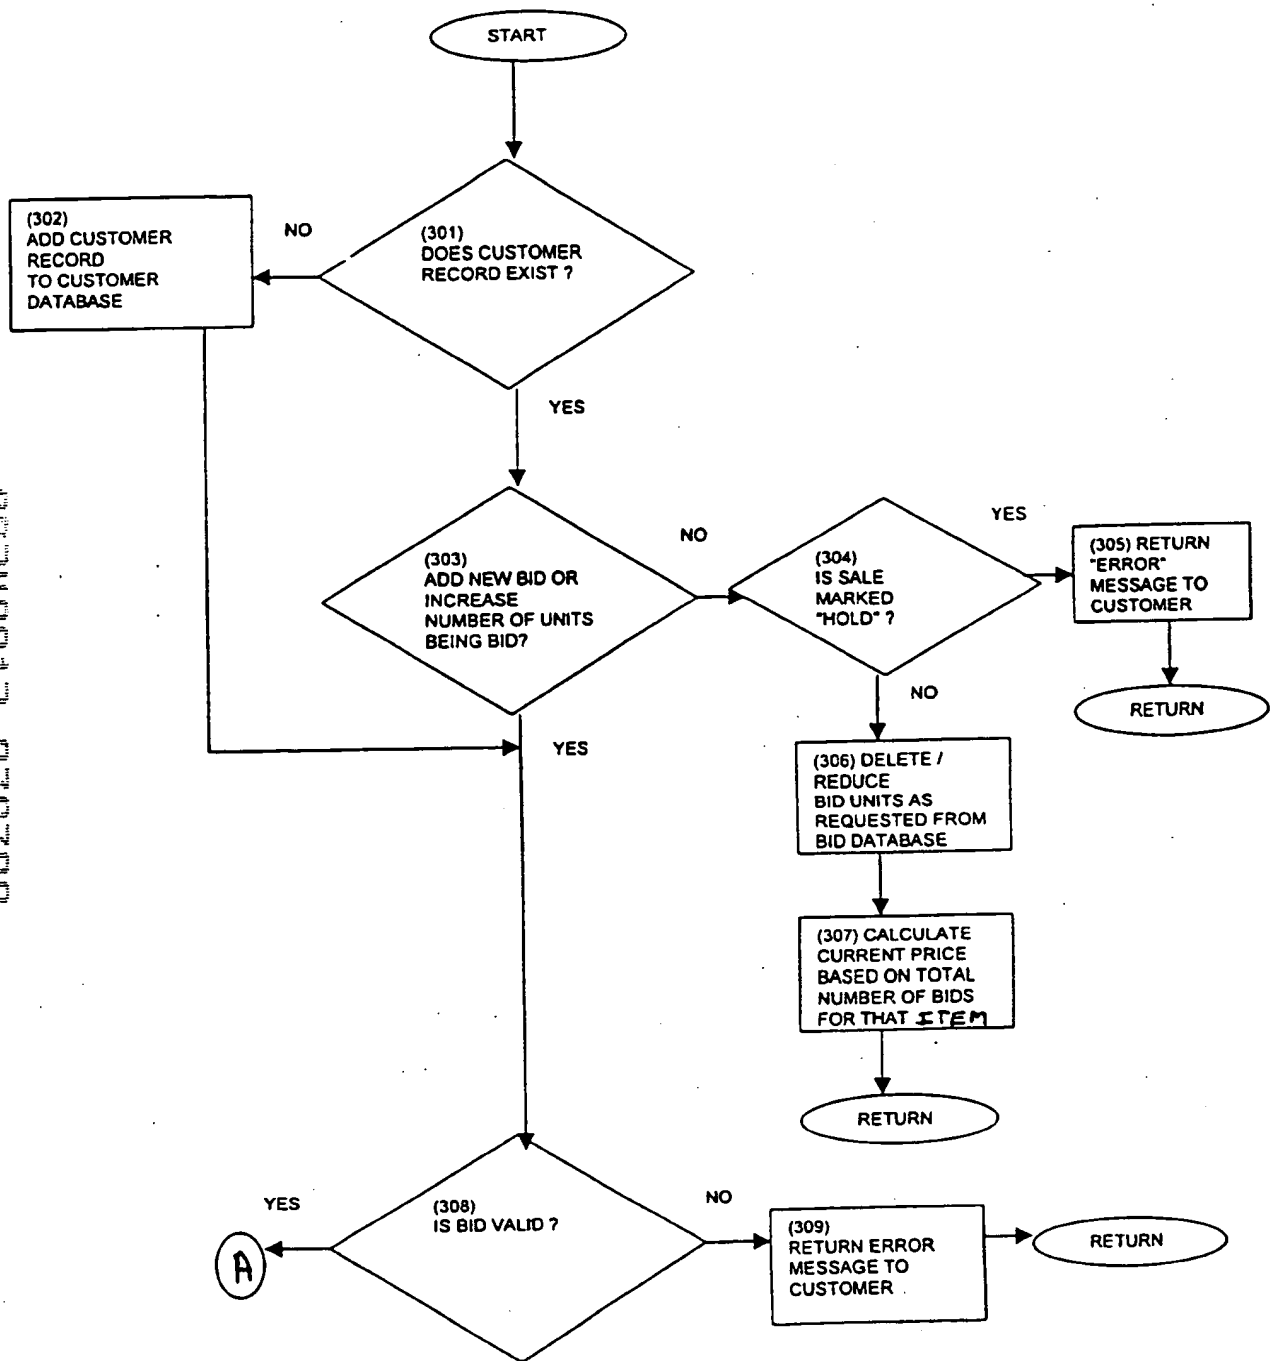 START
(302)
ADD CUSTOMER
RECORD
TO CUSTOMER
DATABASE
NO
(301)
DOES CUSTOMER
RECORD EXIST ?
YES
(303)
ADD NEW BID OR
INCREASE
NUMBER OF UNITS
BEING BID?
NO
(304)
IS SALE
MARKED
"HOLD" ?
YES
(305) RETURN
"ERROR"
MESSAGE TO
CUSTOMER
RETURN
NO
YES
(306) DELETE /
REDUCE
BID UNITS AS
REQUESTED FROM
BID DATABASE
(307) CALCULATE
CURRENT PRICE
BASED ON TOTAL
NUMBER OF BIDS
FOR THAT ITEM
RETURN
YES
A
(308)
IS BID VALID ?
NO
(309)
RETURN ERROR
MESSAGE TO
CUSTOMER
RETURN